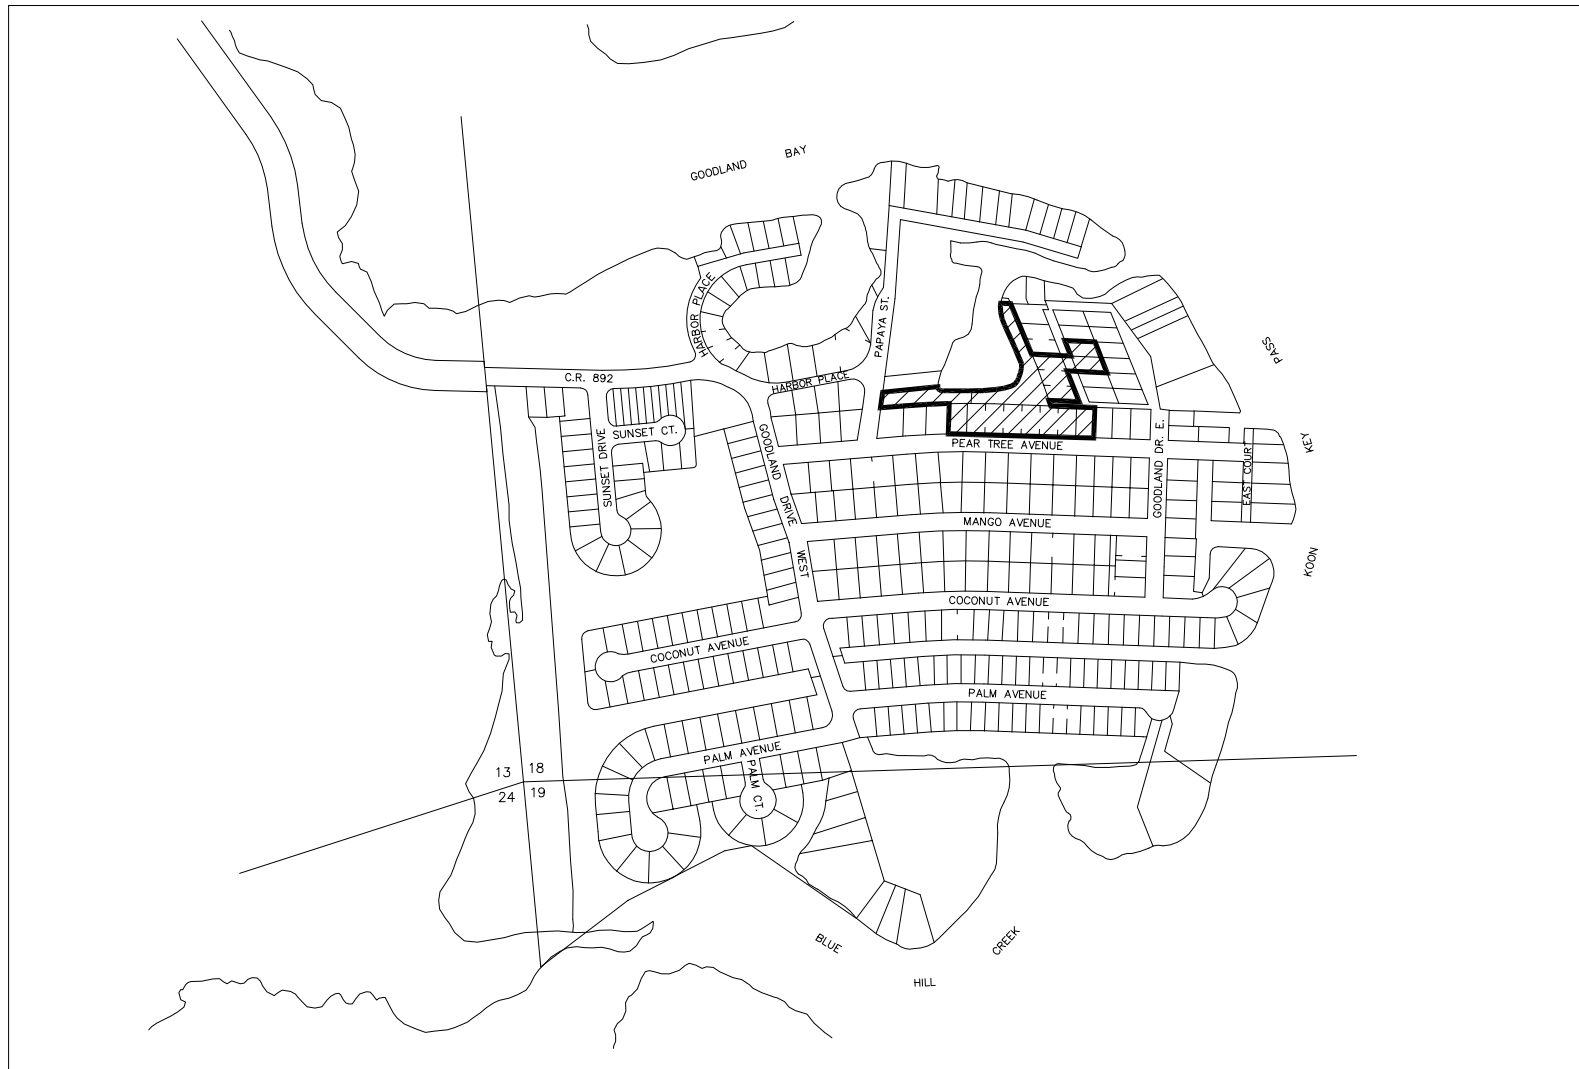 GOODLAND BAY
HARBOR PLACE
PAPAYA ST.
PASS
C.R. 892
HARBOR PLACE
SUNSET CT.
SUNSET DRIVE
GOODLAND DRIVE WEST
PEAR TREE AVENUE
GOODLAND DR. E.
EAST COURT
KEY
MANGO AVENUE
KOON
COCONUT AVENUE
COCONUT AVENUE
PALM AVENUE
PALM AVENUE
PALM CT.
13 18
24 19
BLUE
HILL
CREEK